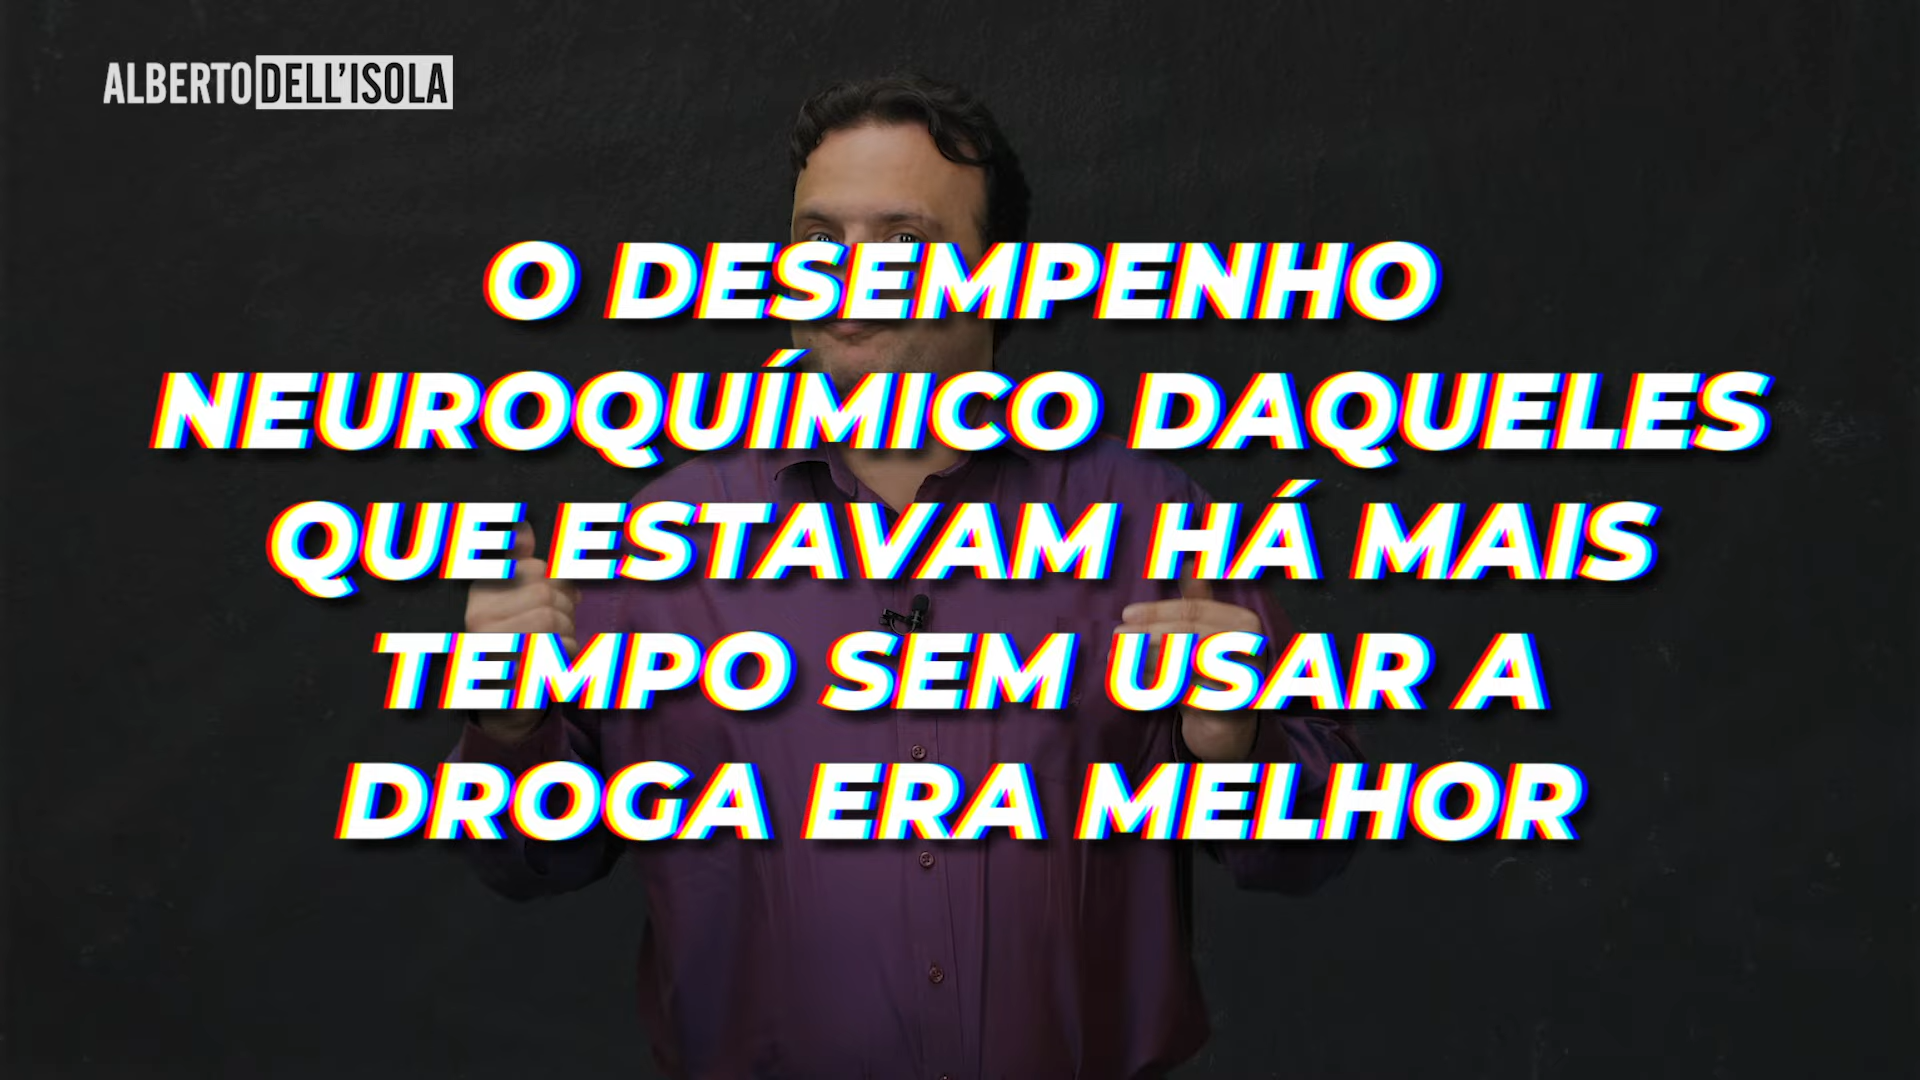 ALBERTO DELL'ISOLA
O DESEMPENHO
NEUROQUÍMICO DAQUELES
QUE ESTAVAM HÁ MAIS
TEMPO SEM USAR A
DROGA ERA MELHOR